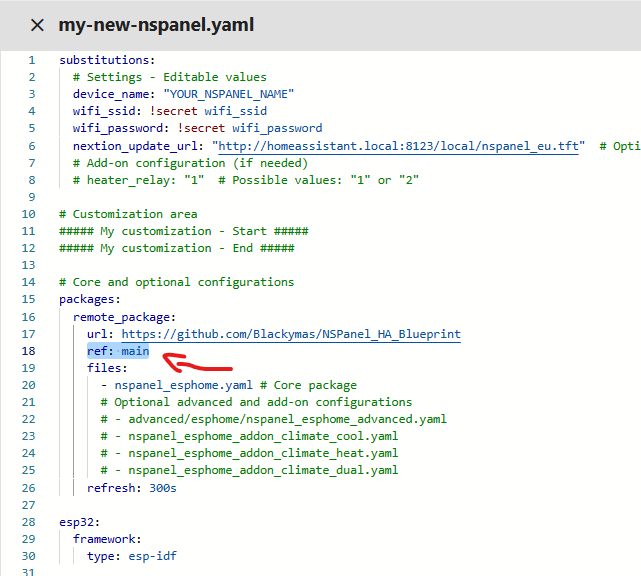 my-new-nspanel.yaml
1 substitutions:
2 # Settings - Editable values
3 device_name: "YOUR_NSPANEL_NAME"
4 wifi_ssid: !secret wifi_ssid
5 wifi_password: !secret wifi_password
6 nextion_update_url: "http://homeassistant.local:8123/local/nspanel_eu.tft"  # Opti
7 # Add-on configuration (if needed)
8 # heater_relay: "1"  # Possible values: "1" or "2"
9
10 # Customization area
11 ##### My customization - Start #####
12 ##### My customization - End #####
13
14 # Core and optional configurations
15 packages:
16 remote_package:
17 url: https://github.com/Blackymas/NSPanel_HA_Blueprint
18 ref: main
19 files:
20 - nspanel_esphome.yaml # Core package
21 # Optional advanced and add-on configurations
22 # - advanced/esphome/nspanel_esphome_advanced.yaml
23 # - nspanel_esphome_addon_climate_cool.yaml
24 # - nspanel_esphome_addon_climate_heat.yaml
25 # - nspanel_esphome_addon_climate_dual.yaml
26 refresh: 300s
27
28 esp32:
29 framework:
30 type: esp-idf
31